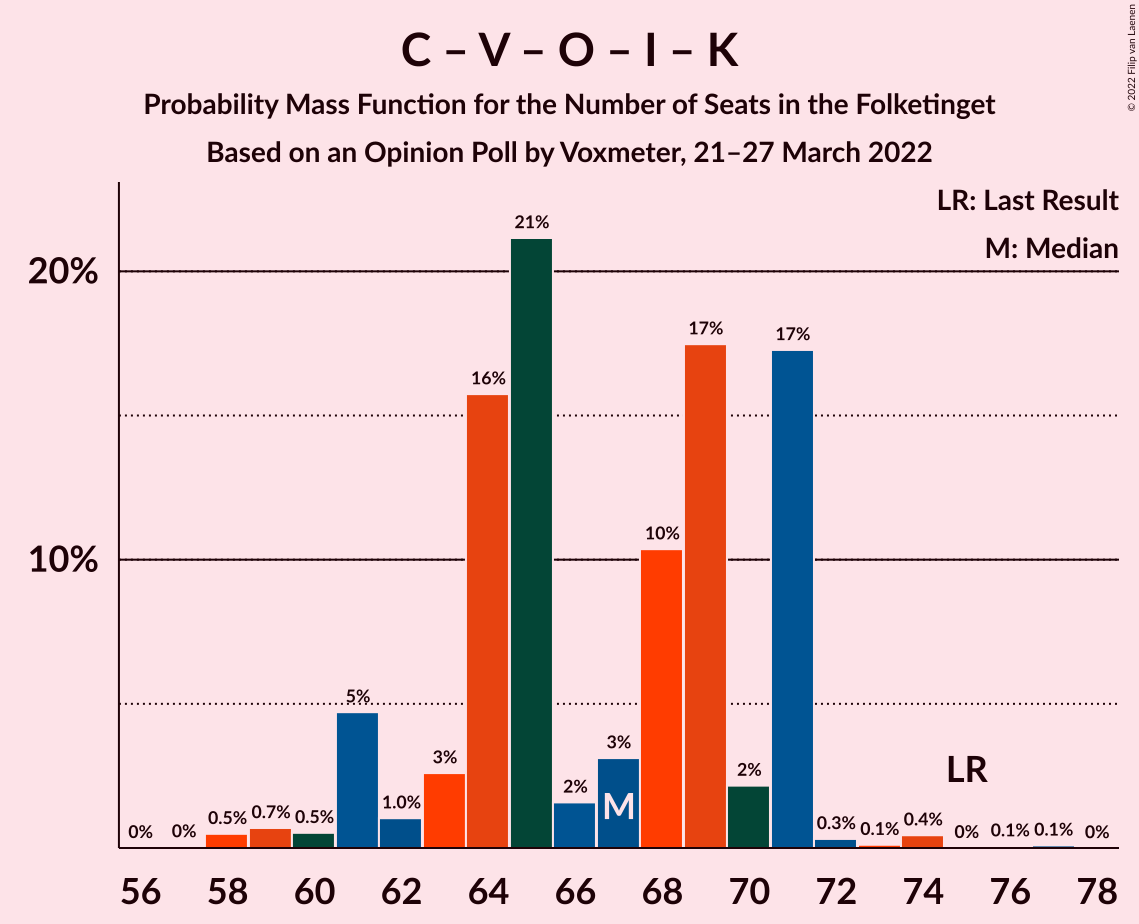 C – V – O – I – K
Probability Mass Function for the Number of Seats in the Folketinget
Based on an Opinion Poll by Voxmeter, 21–27 March 2022
© 2022 Filip van Laenen
LR: Last Result
M: Median
20%
10%
0%
0%
0.5%
0.7%
0.5%
5%
1.0%
3%
16%
21%
2%
3%
10%
17%
2%
17%
0.3%
0.1%
0.4%
0%
0.1%
0.1%
0%
M
LR
56 58 60 62 64 66 68 70 72 74 76 78